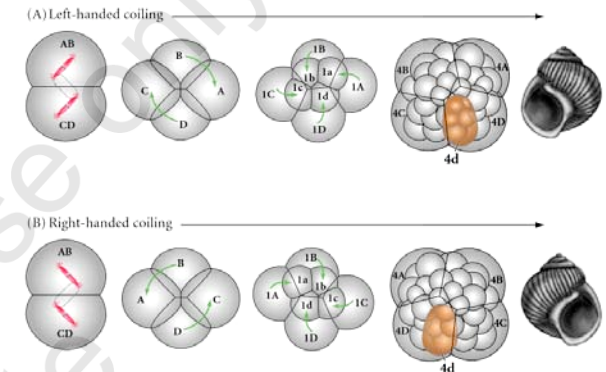 (A) Left-handed coiling
AB
CD
B
C
A
D
1B
1b
1a
1c
1C
1A
1d
1D
4B
4A
4C
4D
4d
(B) Right-handed coiling
AB
CD
B
A
C
D
1B
1a
1b
1A
1c
1C
1d
1D
4A
4B
4D
4C
4d